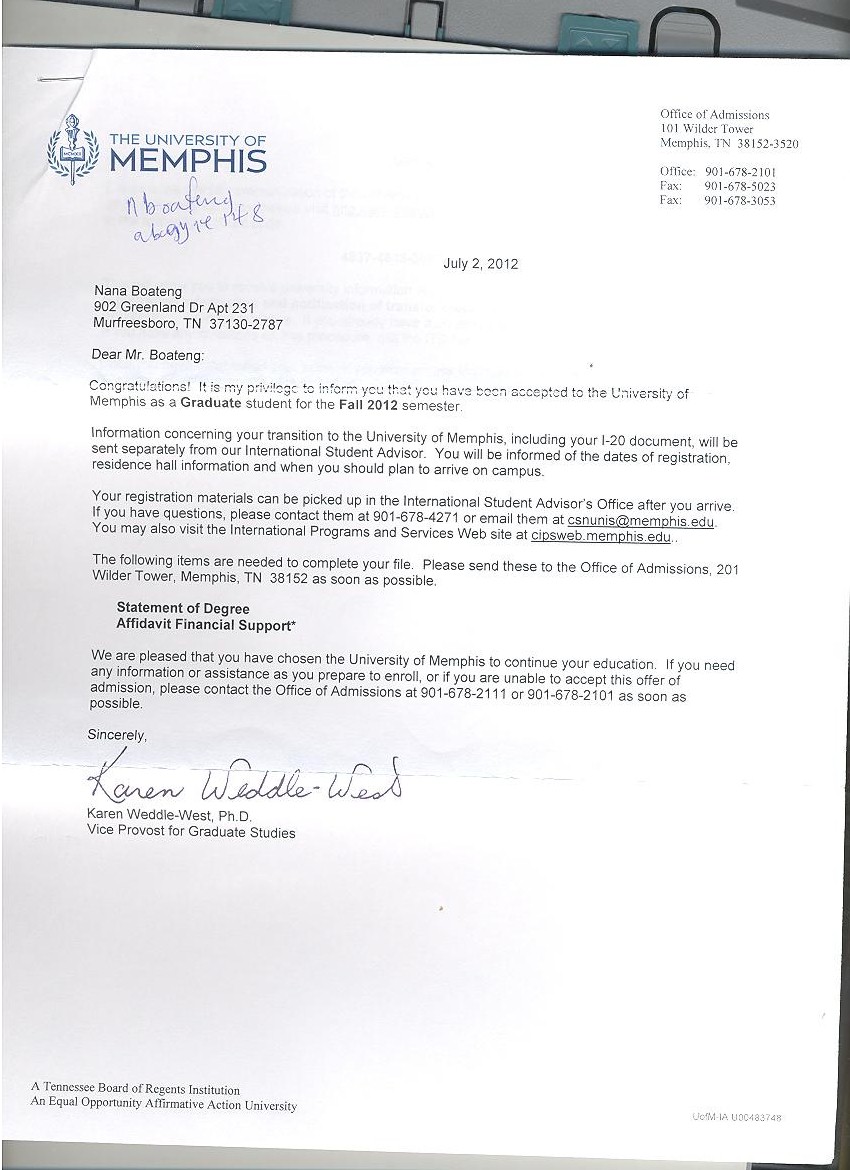 Office of Admissions
101 Wilder Tower
Memphis, TN 38152-3520
Office: 901-678-2101
Fax: 901-678-5023
Fax: 901-678-3053
THE UNIVERSITY OF
MEMPHIS
July 2, 2012
Nana Boateng
902 Greenland Dr Apt 231
Murfreesboro, TN 37130-2787
Dear Mr. Boateng:
Congratulations! It is my privilege to inform you that you have been accepted to the University of
Memphis as a Graduate student for the Fall 2012 semester.
Information concerning your transition to the University of Memphis, including your I-20 document, will be
sent separately from our International Student Advisor. You will be informed of the dates of registration,
residence hall information and when you should plan to arrive on campus.
Your registration materials can be picked up in the International Student Advisor's Office after you arrive.
If you have questions, please contact them at 901-678-4271 or email them at csnunis@memphis.edu.
You may also visit the International Programs and Services Web site at cipsweb.memphis.edu..
The following items are needed to complete your file. Please send these to the Office of Admissions, 201
Wilder Tower, Memphis, TN 38152 as soon as possible.
Statement of Degree
Affidavit Financial Support*
We are pleased that you have chosen the University of Memphis to continue your education. If you need
any information or assistance as you prepare to enroll, or if you are unable to accept this offer of
admission, please contact the Office of Admissions at 901-678-2111 or 901-678-2101 as soon as
possible.
Sincerely,
Karen Weddle-West
Karen Weddle-West, Ph.D.
Vice Provost for Graduate Studies
A Tennessee Board of Regents Institution
An Equal Opportunity Affirmative Action University
UofM-IA U00483748